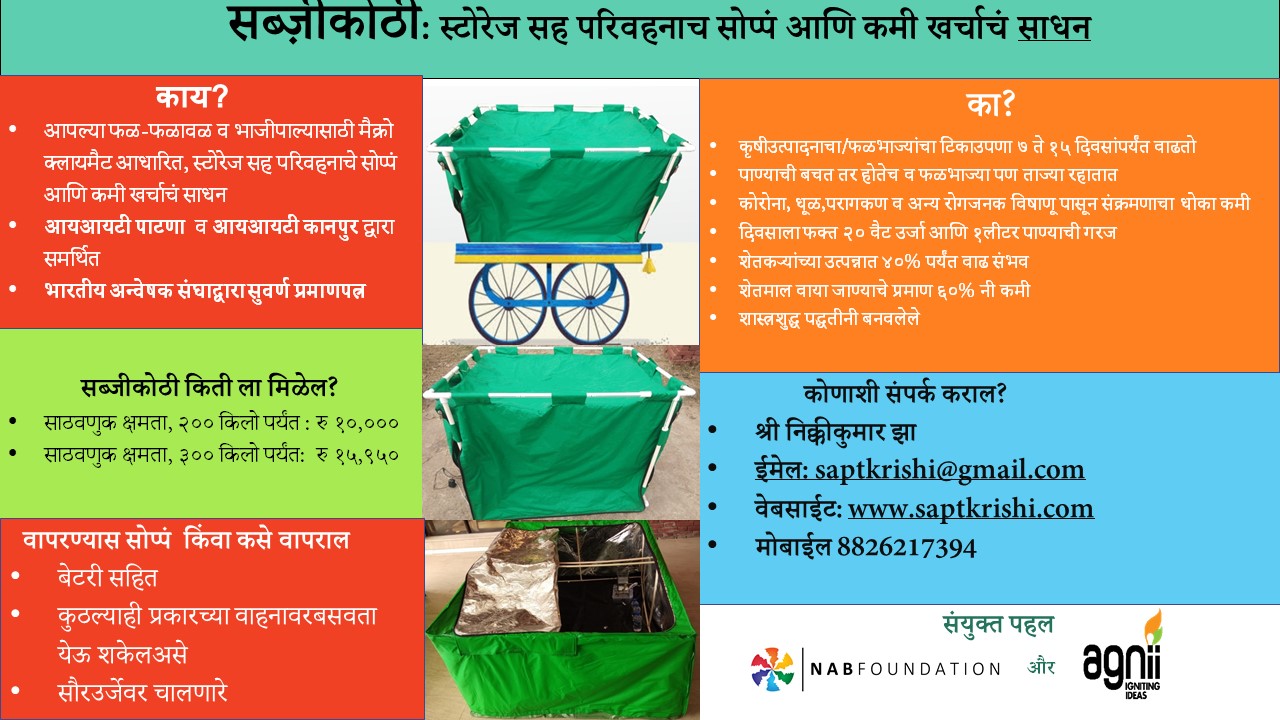 सब्ज़ीकोठी: स्टोरेज सह परिवहनाच सोप्पं आणि कमी खर्चाचं साधन
काय?
• आपल्या फळ-फळावळ व भाजीपाल्यासाठी मैक्रो
क्लायमैट आधारित, स्टोरेज सह परिवहनाचे सोप्पं
आणि कमी खर्चाचं साधन
• आयआयटी पाटणा व आयआयटी कानपुर द्वारा
समर्थित
• भारतीय अन्वेषक संघाद्वारा सुवर्ण प्रमाणपत्र
सब्जीकोठी किती ला मिळेल?
• साठवणुक क्षमता, २०० किलो पर्यंत : रु १०,०००
• साठवणुक क्षमता, ३०० किलो पर्यंत: रु १५,९५०
वापरण्यास सोप्पं किंवा कसे वापराल
• बेटरी सहित
• कुठल्याही प्रकारच्या वाहनावरबसवता
येऊ शकेलअसे
• सौरउर्जेवर चालणारे
का?
• कृषीउत्पादनाचा/फळभाज्यांचा टिकाउपणा ७ ते १५ दिवसांपर्यंत वाढतो
• पाण्याची बचत तर होतेच व फळभाज्या पण ताज्या रहातात
• कोरोना, धूळ,परागकण व अन्य रोगजनक विषाणू पासून संक्रमणाचा धोका कमी
• दिवसाला फक्त २० वैट उर्जा आणि १लीटर पाण्याची गरज
• शेतकऱ्यांच्या उत्पन्नात ४०% पर्यंत वाढ संभव
• शेतमाल वाया जाण्याचे प्रमाण ६०% नी कमी
• शास्त्रशुद्ध पद्धतीनी बनवलेले
कोणाशी संपर्क कराल?
• श्री निक्कीकुमार झा
• ईमेल: saptkrishi@gmail.com
• वेबसाईट: www.saptkrishi.com
• मोबाईल 8826217394
संयुक्त पहल
NABFOUNDATION और agnii
IGNITING
IDEAS